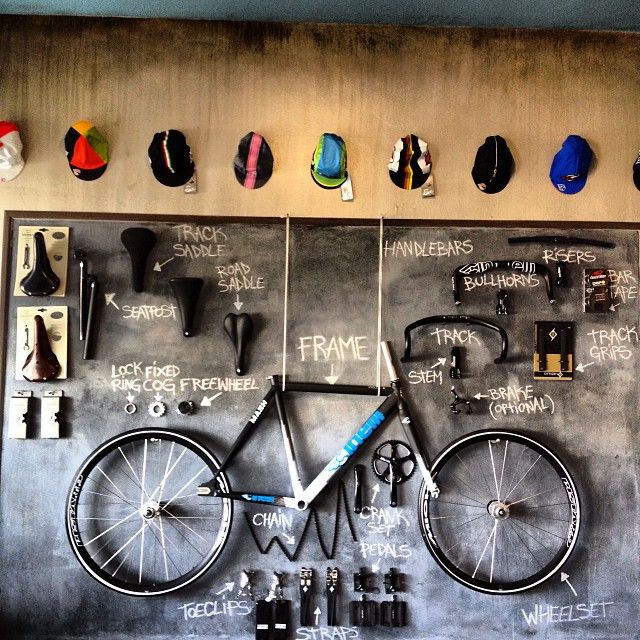 TRACK
SADDLE
SEATPOST
ROAD
SADDLE
HANDLEBARS
RISERS
BULLHORNS
BAR
TAPE
FRAME
TRACK
STEM
TRACK
GRIPS
BRAKE
(OPTIONAL)
LOCK
RING
FIXED
COG
FREEWHEEL
CHAIN
CRANK
SET
PEDALS
TOECLIPS
STRAPS
WHEELSET